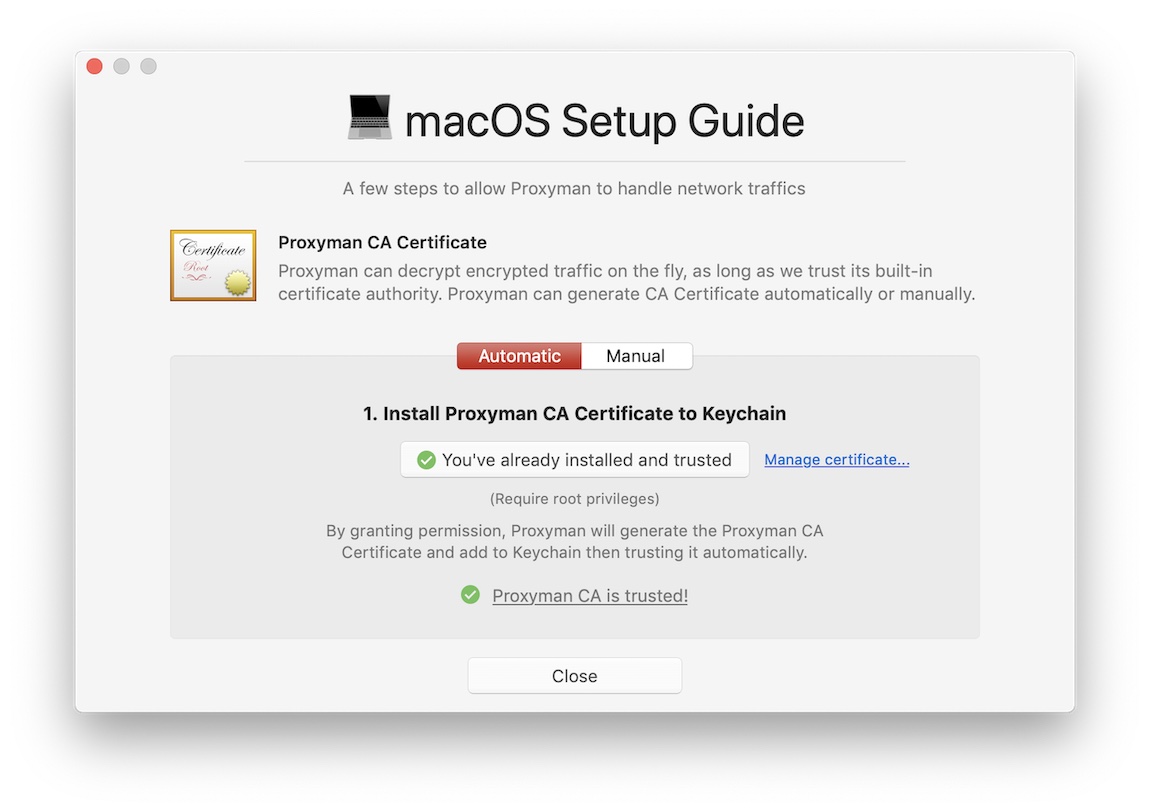 macOS Setup Guide
A few steps to allow Proxyman to handle network traffics
Certificate
Root
Proxyman CA Certificate
Proxyman can decrypt encrypted traffic on the fly, as long as we trust its built-in
certificate authority. Proxyman can generate CA Certificate automatically or manually.
Automatic Manual
1. Install Proxyman CA Certificate to Keychain
You've already installed and trusted Manage certificate...
(Require root privileges)
By granting permission, Proxyman will generate the Proxyman CA
Certificate and add to Keychain then trusting it automatically.
Proxyman CA is trusted!
Close